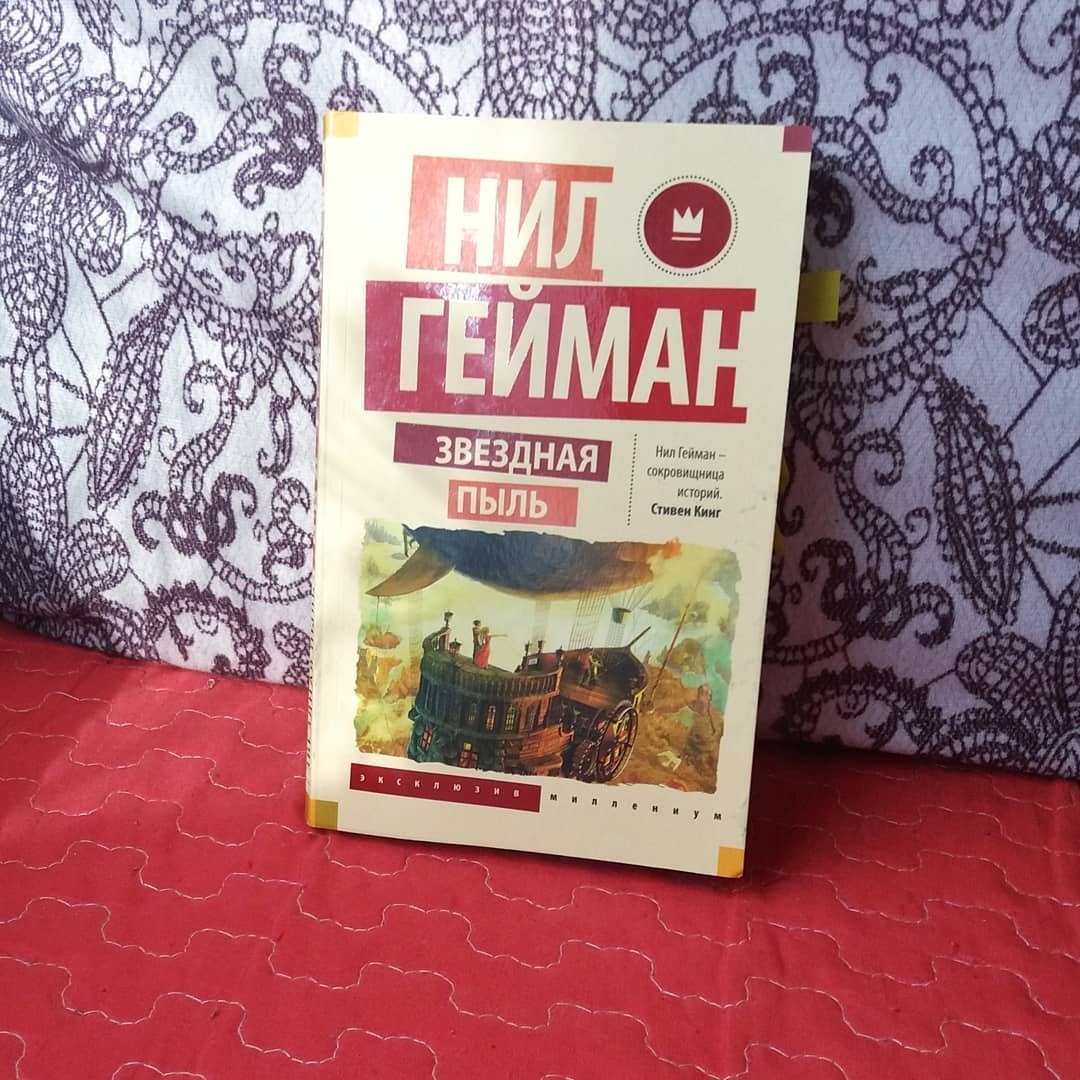 НИЛ
ГЕЙМАН
ЗВЕЗДНАЯ
ПЫЛЬ
Нил Гейман –
сокровищница
историй.
Стивен Кинг
эксклюзив миллениум